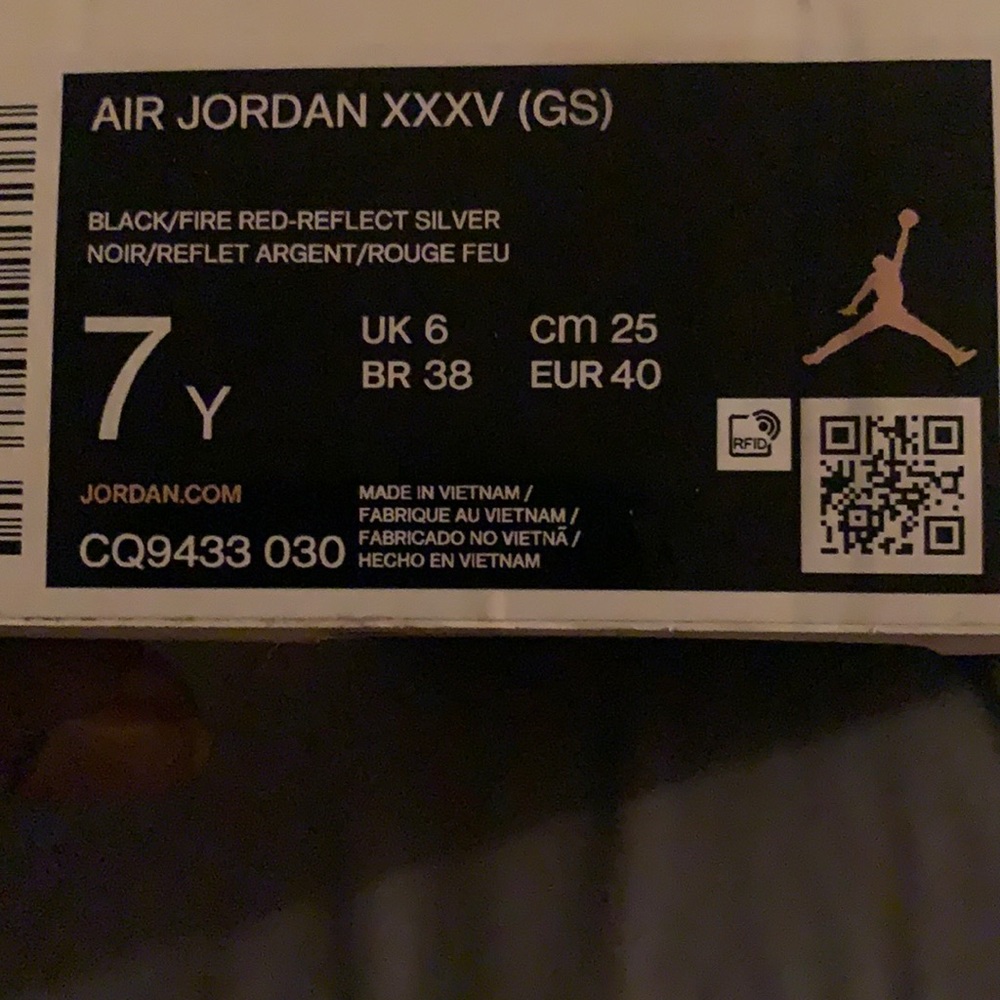 AIR JORDAN XXXV (GS)
BLACK/FIRE RED-REFLECT SILVER
NOIR/REFLET ARGENT/ROUGE FEU
7 Y
UK 6 cm 25
BR 38 EUR 40
RFID
JORDAN.COM
CQ9433 030
MADE IN VIETNAM /
FABRIQUE AU VIETNAM /
FABRICADO NO VIETNÃ /
HECHO EN VIETNAM